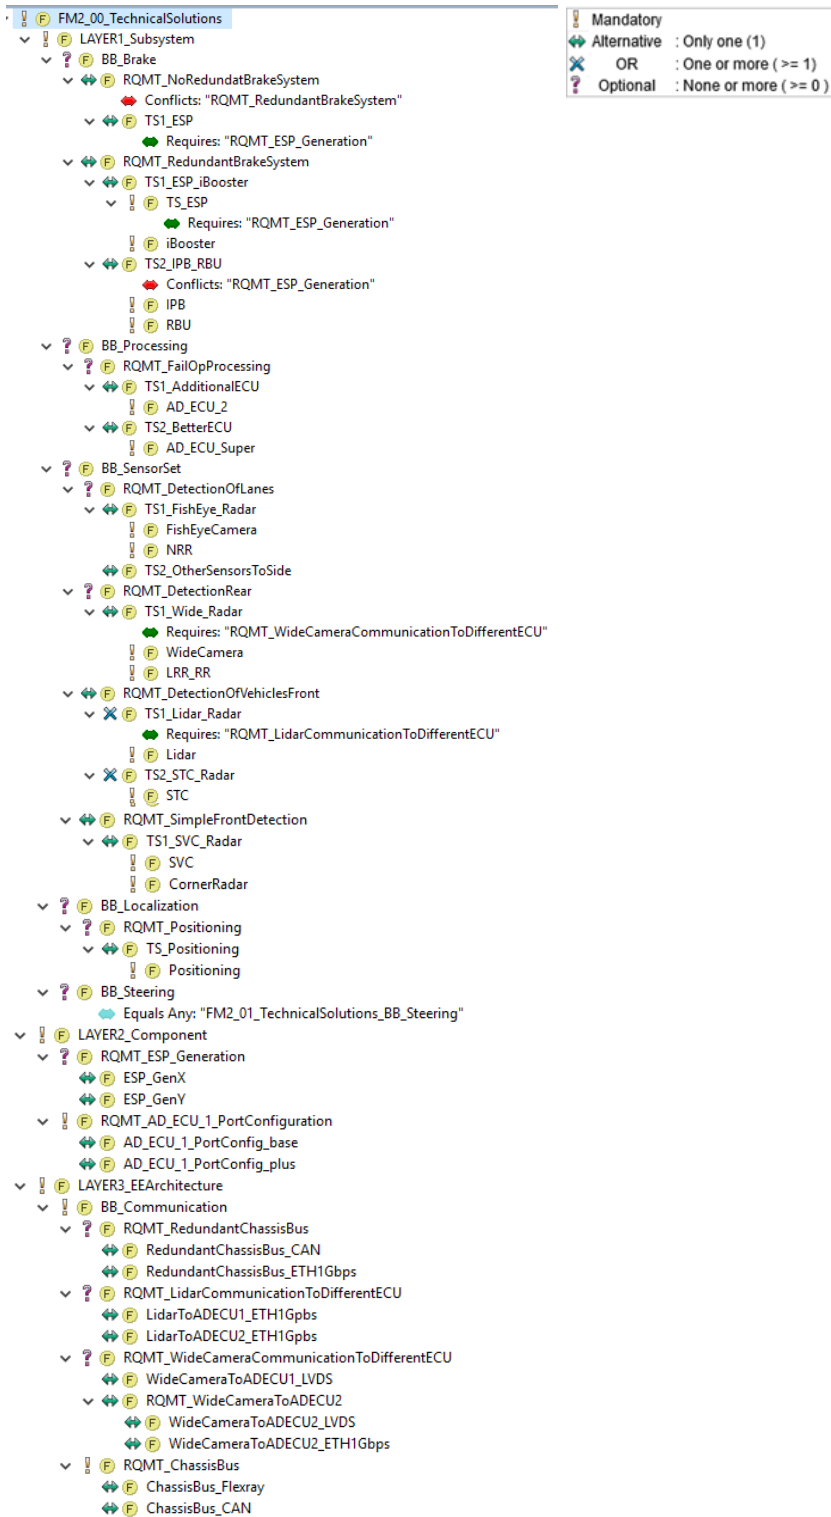 FM2_00_TechnicalSolutions
LAYER1_Subsystem
BB_Brake
RQMT_NoRedundatBrakeSystem
Conflicts: "RQMT_RedundantBrakeSystem"
TS1_ESP
Requires: "RQMT_ESP_Generation"
RQMT_RedundantBrakeSystem
TS1_ESP_iBooster
TS_ESP
Requires: "RQMT_ESP_Generation"
iBooster
TS2_IPB_RBU
Conflicts: "RQMT_ESP_Generation"
IPB
RBU
BB_Processing
RQMT_FailOpProcessing
TS1_AdditionalECU
AD_ECU_2
TS2_BetterECU
AD_ECU_Super
BB_SensorSet
RQMT_DetectionOfLanes
TS1_FishEye_Radar
FishEyeCamera
NRR
TS2_OtherSensorsToSide
RQMT_DetectionRear
TS1_Wide_Radar
Requires: "RQMT_WideCameraCommunicationToDifferentECU"
WideCamera
LRR_RR
RQMT_DetectionOfVehiclesFront
TS1_Lidar_Radar
Requires: "RQMT_LidarCommunicationToDifferentECU"
Lidar
TS2_STC_Radar
STC
RQMT_SimpleFrontDetection
TS1_SVC_Radar
SVC
CornerRadar
BB_Localization
RQMT_Positioning
TS_Positioning
Positioning
BB_Steering
Equals Any: "FM2_01_TechnicalSolutions_BB_Steering"
LAYER2_Component
RQMT_ESP_Generation
ESP_GenX
ESP_GenY
RQMT_AD_ECU_1_PortConfiguration
AD_ECU_1_PortConfig_base
AD_ECU_1_PortConfig_plus
LAYER3_EEArchitecture
BB_Communication
RQMT_RedundantChassisBus
RedundantChassisBus_CAN
RedundantChassisBus_ETH1Gbps
RQMT_LidarCommunicationToDifferentECU
LidarToADECU1_ETH1Gpbs
LidarToADECU2_ETH1Gpbs
RQMT_WideCameraCommunicationToDifferentECU
WideCameraToADECU1_LVDS
RQMT_WideCameraToADECU2
WideCameraToADECU2_LVDS
WideCameraToADECU2_ETH1Gbps
RQMT_ChassisBus
ChassisBus_Flexray
ChassisBus_CAN
Mandatory
Alternative : Only one (1)
OR : One or more ( >= 1)
Optional : None or more ( >= 0 )